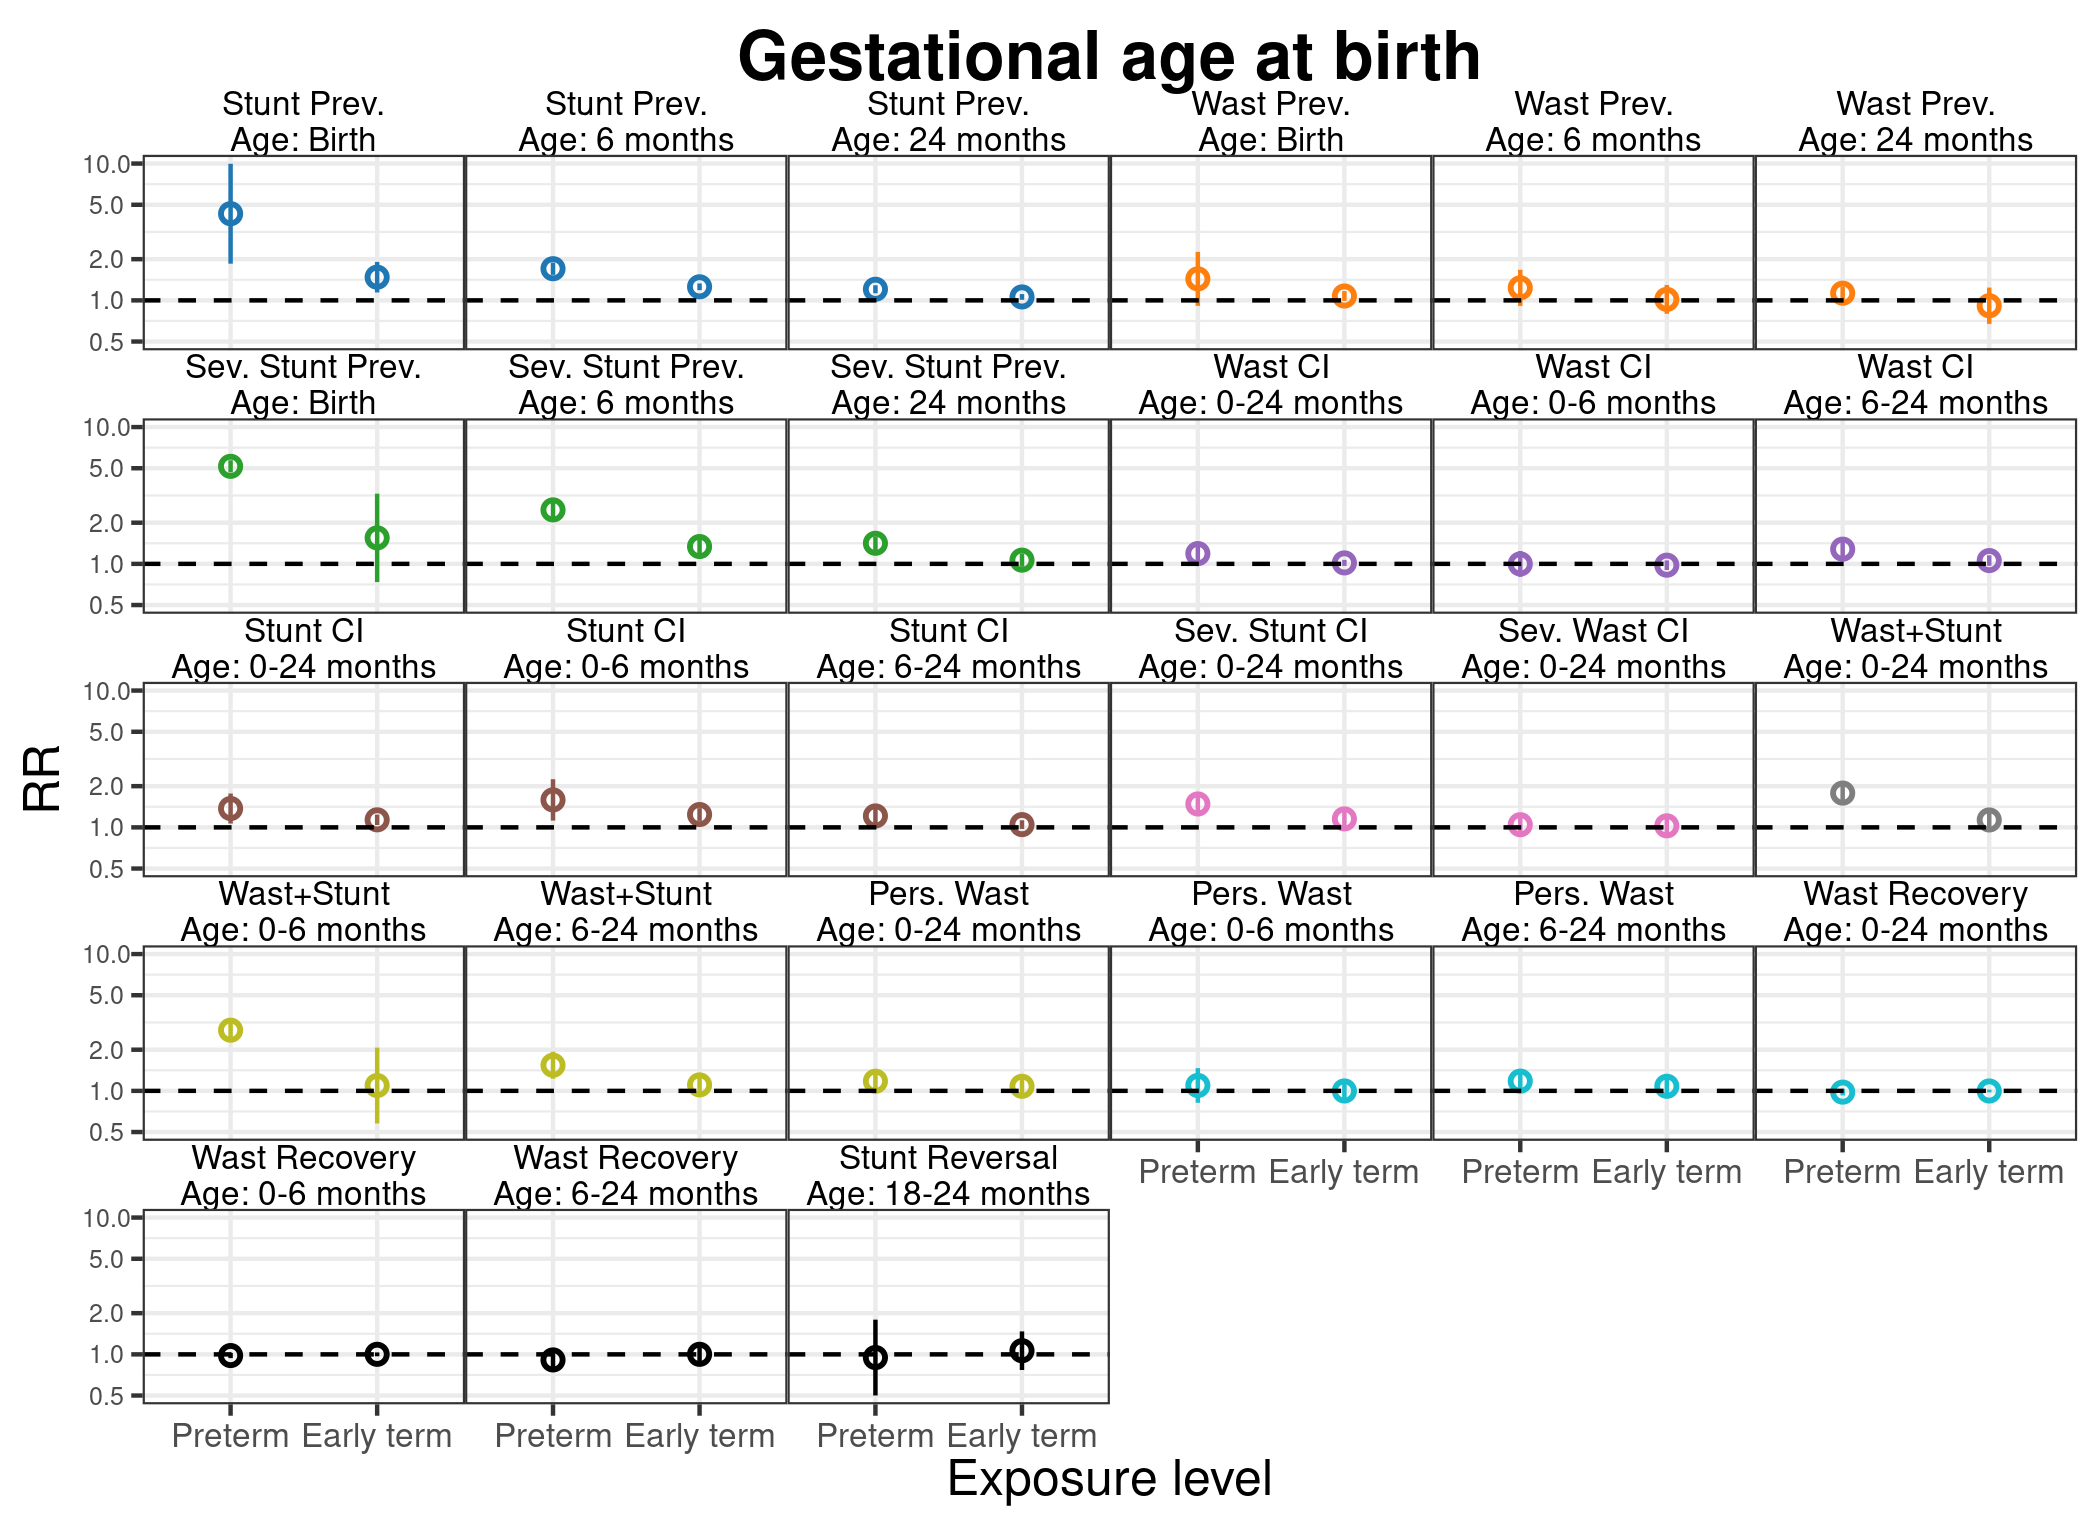 Gestational age at birth
Stunt Prev.
Age: Birth
Stunt Prev.
Age: 6 months
Stunt Prev.
Age: 24 months
Wast Prev.
Age: Birth
Wast Prev.
Age: 6 months
Wast Prev.
Age: 24 months
10.0
5.0
2.0
1.0
0.5
Sev. Stunt Prev.
Age: Birth
Sev. Stunt Prev.
Age: 6 months
Sev. Stunt Prev.
Age: 24 months
Wast CI
Age: 0-24 months
Wast CI
Age: 0-6 months
Wast CI
Age: 6-24 months
10.0
5.0
2.0
1.0
0.5
Stunt CI
Age: 0-24 months
Stunt CI
Age: 0-6 months
Stunt CI
Age: 6-24 months
Sev. Stunt CI
Age: 0-24 months
Sev. Wast CI
Age: 0-24 months
Wast+Stunt
Age: 0-24 months
10.0
5.0
2.0
1.0
0.5
RR
Wast+Stunt
Age: 0-6 months
Wast+Stunt
Age: 6-24 months
Pers. Wast
Age: 0-24 months
Pers. Wast
Age: 0-6 months
Pers. Wast
Age: 6-24 months
Wast Recovery
Age: 0-24 months
10.0
5.0
2.0
1.0
0.5
Preterm Early term
Preterm Early term
Preterm Early term
Wast Recovery
Age: 0-6 months
Wast Recovery
Age: 6-24 months
Stunt Reversal
Age: 18-24 months
10.0
5.0
2.0
1.0
0.5
Preterm Early term
Preterm Early term
Preterm Early term
Exposure level